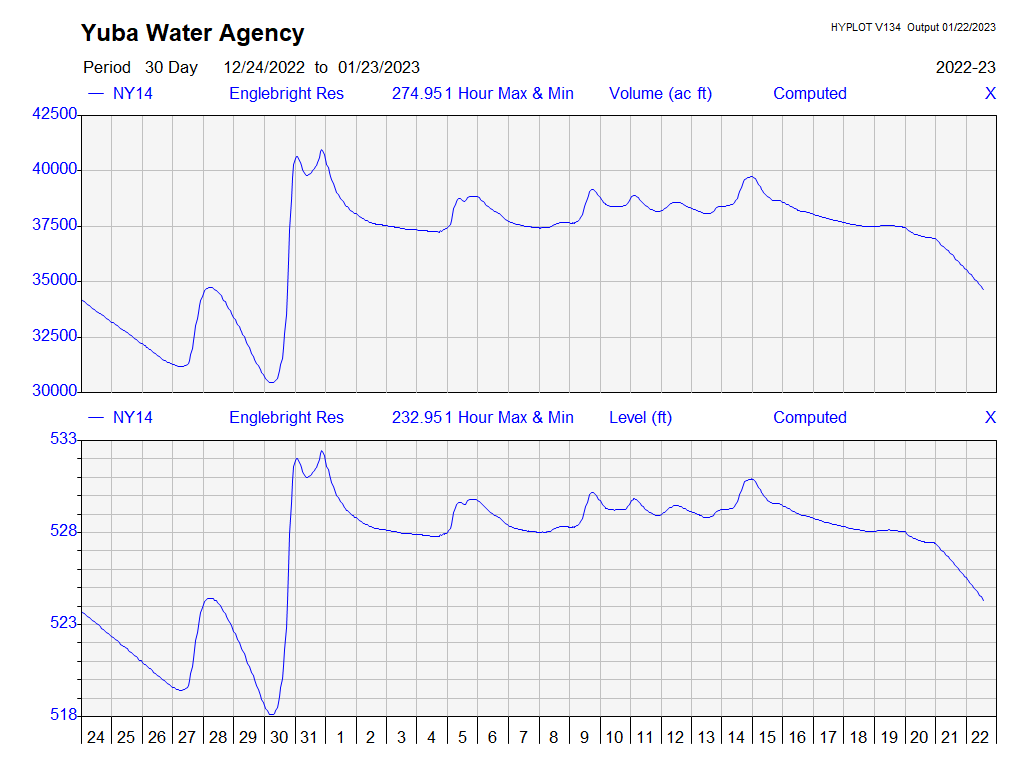 Yuba Water Agency
HYPLOT V134 Output 01/22/2023
Period 30 Day 12/24/2022 to 01/23/2023
2022-23
NY14 Englebright Res 274.951 Hour Max & Min Volume (ac ft) Computed X
42500
40000
37500
35000
32500
30000
NY14 Englebright Res 232.951 Hour Max & Min Level (ft) Computed X
533
528
523
518
24 25 26 27 28 29 30 31 1 2 3 4 5 6 7 8 9 10 11 12 13 14 15 16 17 18 19 20 21 22